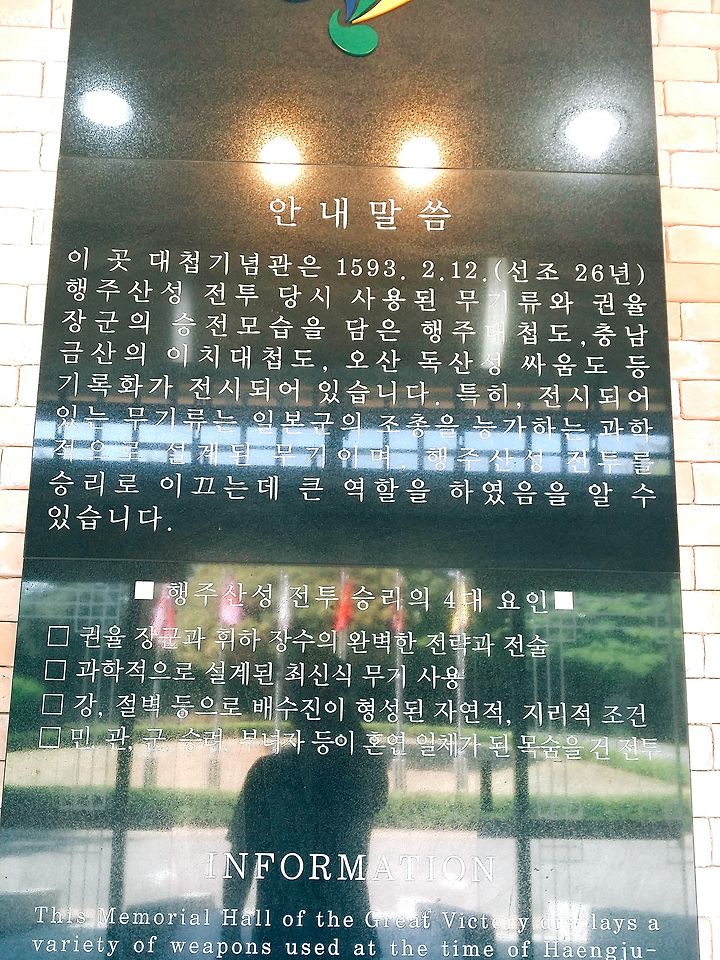 안내말씀
이 곳 대첩기념관은 1593. 2.12.(선조 26년)
행주산성 전투 당시 사용된 무기류와 권율
장군의 승전모습을 담은 행주대첩도,충남
금산의 이치대첩도, 오산 독산성 싸움도 등
기록화가 전시되어 있습니다. 특히, 전시되어
있는 무기류는 일본군의 조총을 능가하는 과학
적으로 설계된 무기이며, 행주산성 전투를
승리로 이끄는데 큰 역할을 하였음을 알 수
있습니다.
■ 행주산성 전투 승리의 4대 요인 ■
□ 권율 장군과 휘하 장수의 완벽한 전략과 전술
□ 과학적으로 설계된 최신식 무기 사용
□ 강, 절벽 등으로 배수진이 형성된 자연적, 지리적 조건
□ 민, 관, 군, 승려, 부녀자 등이 혼연 일체가 된 목숨을 건 전투
INFORMATION
This Memorial Hall of the Great Victory displays a
variety of weapons used at the time of Haengju-